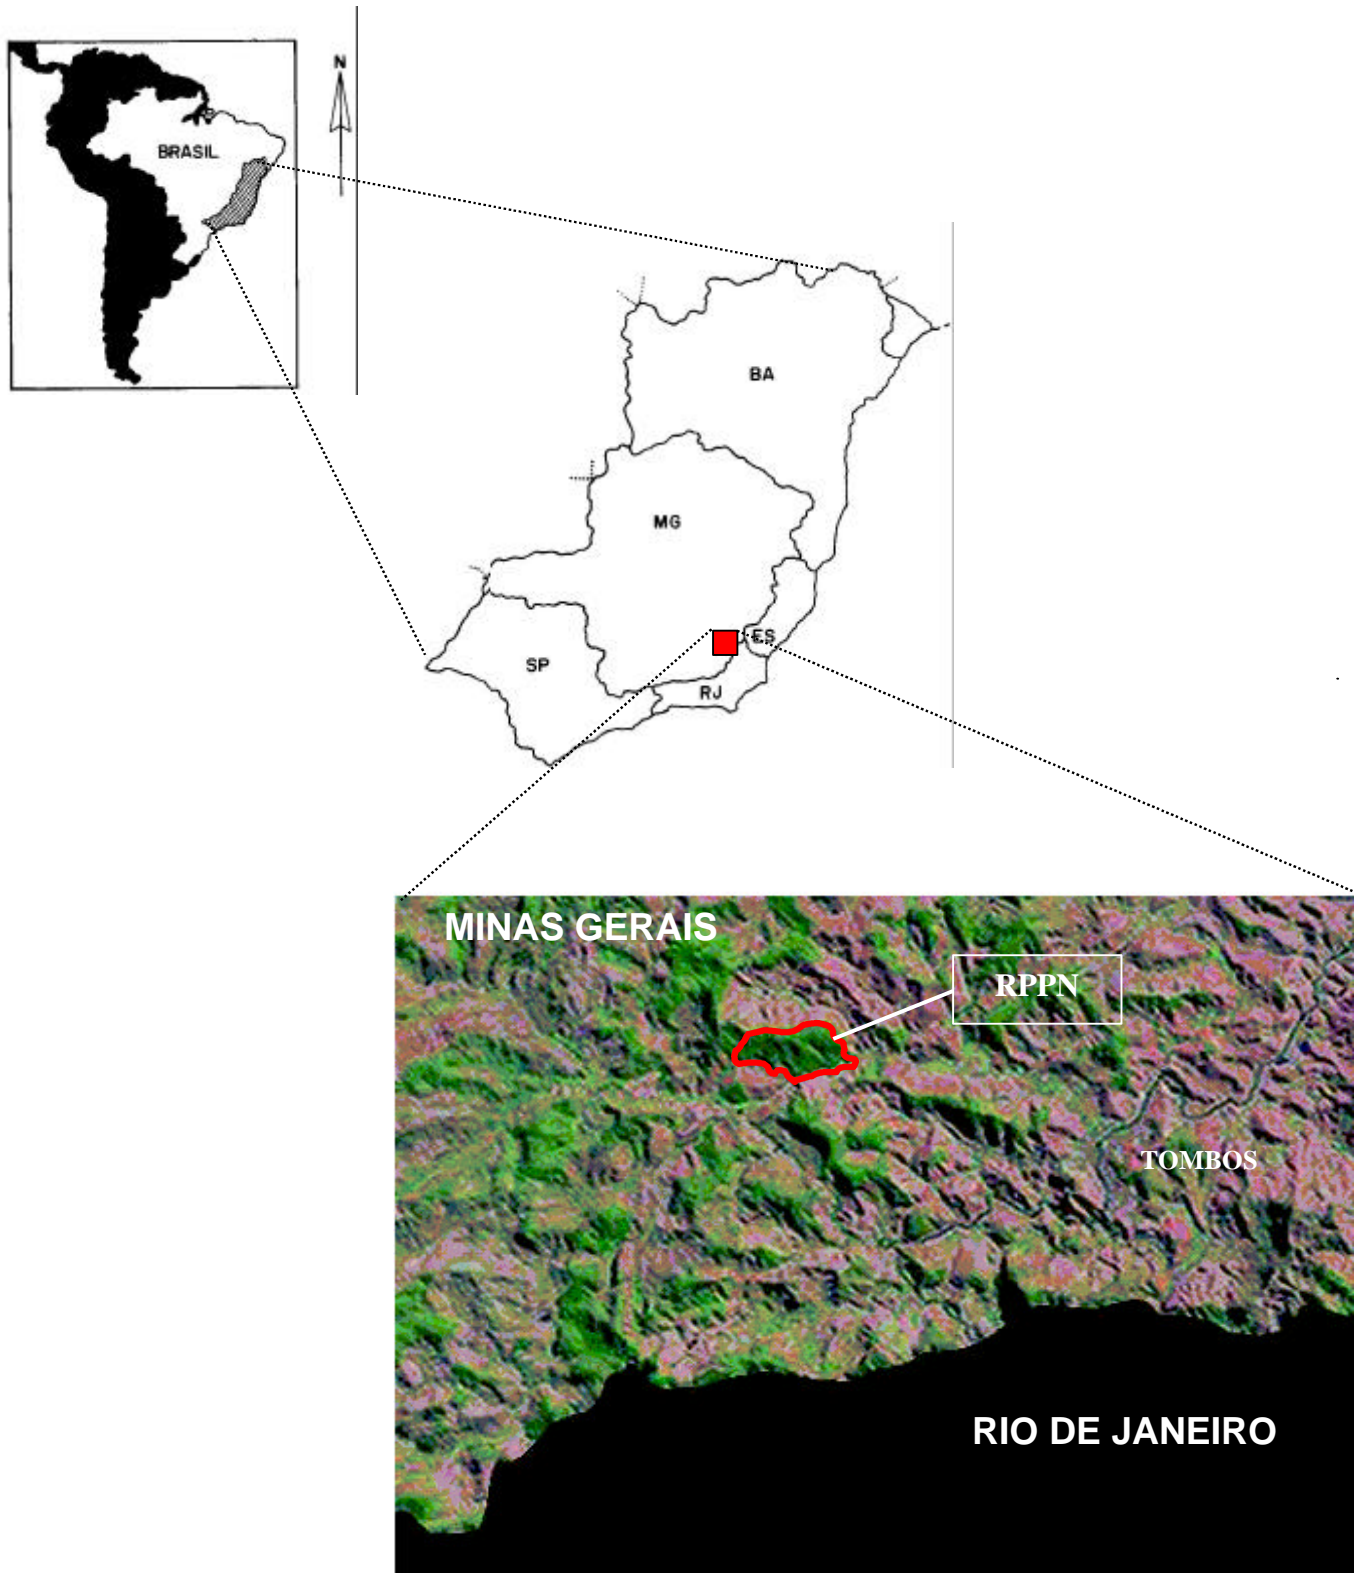 N
BRASIL
BA
MG
ES
SP
RJ
MINAS GERAIS
RPPN
TOMBOS
RIO DE JANEIRO